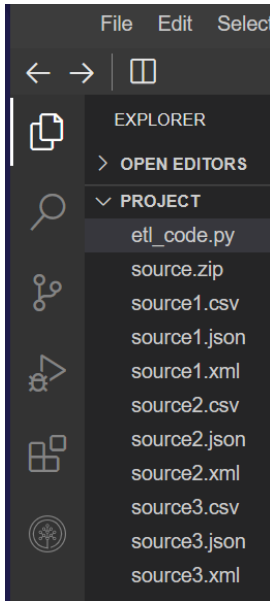 File Edit Select
EXPLORER
OPEN EDITORS
PROJECT
etl_code.py
source.zip
source1.csv
source1.json
source1.xml
source2.csv
source2.json
source2.xml
source3.csv
source3.json
source3.xml